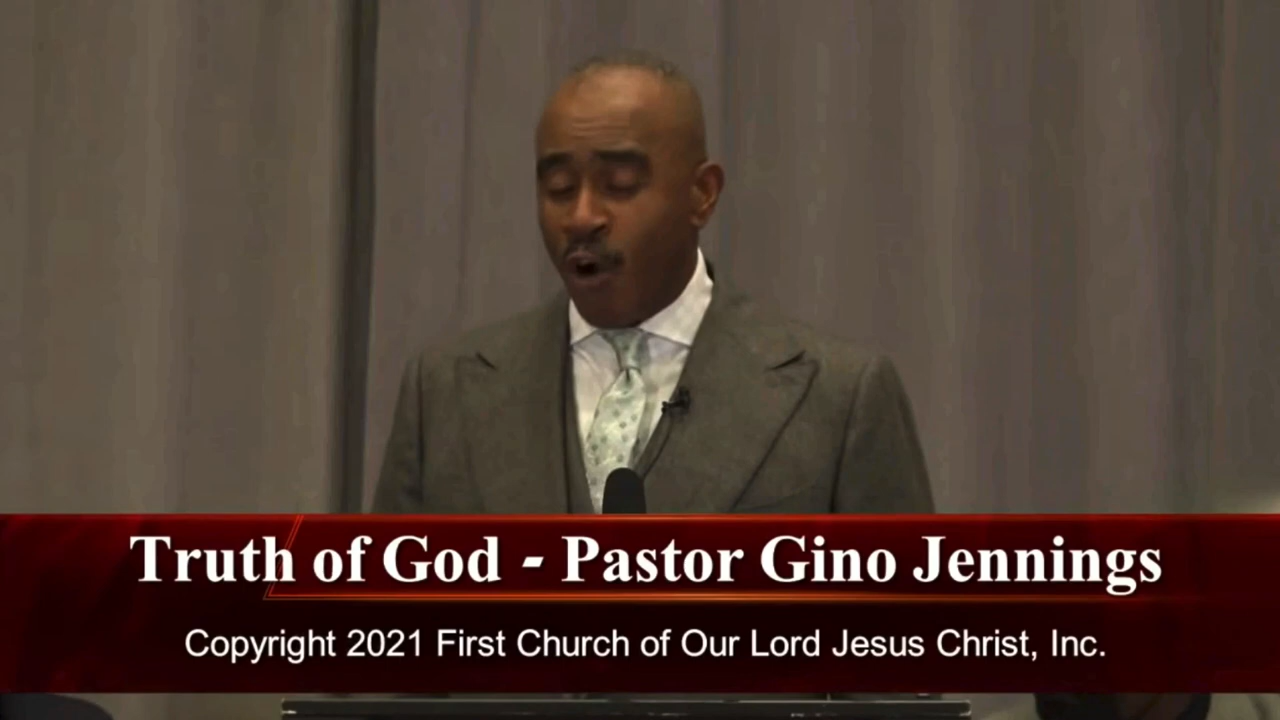 Truth of God - Pastor Gino Jennings
Copyright 2021 First Church of Our Lord Jesus Christ, Inc.